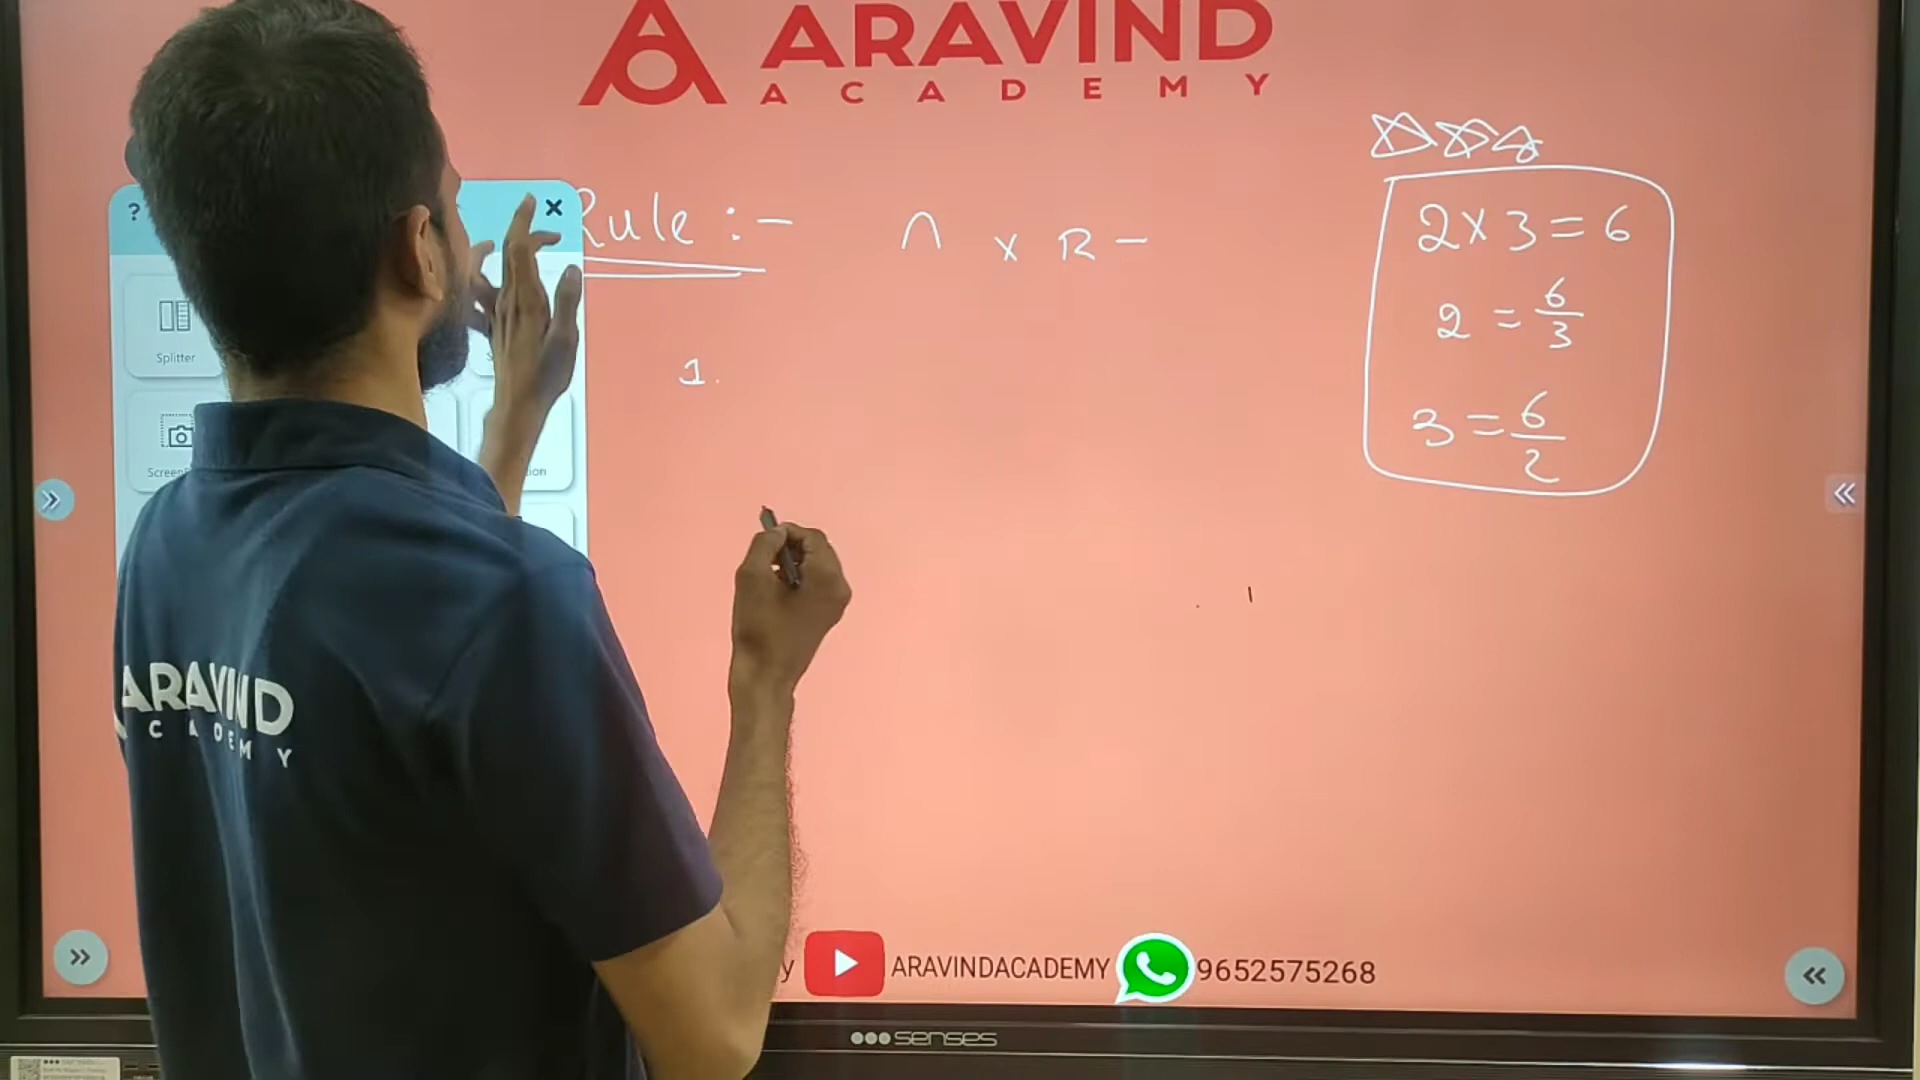 ARAVIND
ACADEMY
Rule :- ∩ x R -
1.
2x3=6
2 = 6/3
3 = 6/2
?
×
Splitter
ARAVIND
ACADEMY
y ARAVINDACADEMY 9652575268
senses